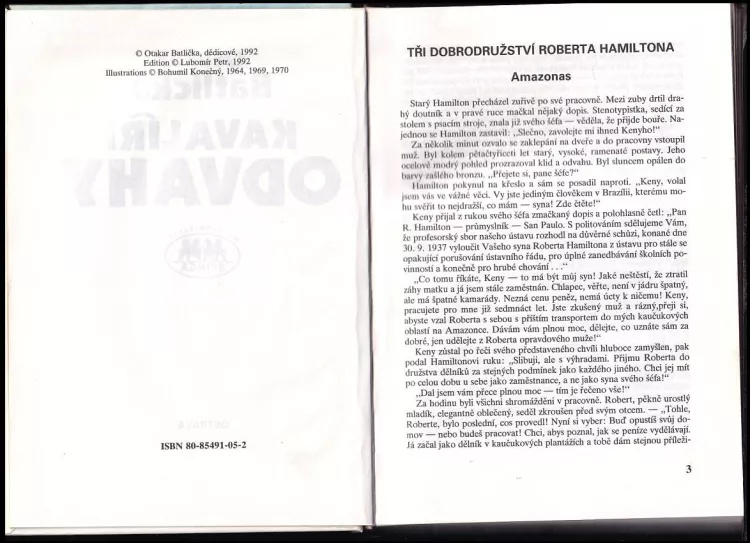 © Otakar Batlička, dědicové, 1992
Edition © Lubomír Petr, 1992
Illustrations © Bohumil Konečný, 1964, 1969, 1970
ISBN 80-85491-05-2
TŘI DOBRODRUŽSTVÍ ROBERTA HAMILTONA
Amazonas
Starý Hamilton přecházel zuřivě po své pracovně. Mezi zuby drtil dra-
hý doutník a v pravé ruce mačkal nějaký dopis. Stenotypistka, sedící za
stolem s psacím strojem, znala již svého šéfa — věděla, že přijde bouře. Na-
jednou se Hamilton zastavil: „Slečno, zavolejte mi ihned Kenyho!“
Za několik minut ozvalo se zaklepání na dveře a do pracovny vstoupil
muž. Byl kolem pětačtyřiceti let starý, vysoké, ramenaté postavy. Jeho
ocelově modrý pohled prozrazoval klid a odvahu. Byl sluncem opálen do
barvy zašlého bronzu. „Přejete si, pane šéfe?“
Hamilton pokynul na křeslo a sám se posadil naproti. „Keny, volal
jsem vás ve vážné věci. Vy jste jediným člověkem v Brazílii, kterému mo-
hu svěřit to nejdražší, co mám — syna! Zde čtěte!“
Keny přijal z rukou svého šéfa zmačkaný dopis a polohlasně četl: „Pan
R. Hamilton — průmyslník — San Paulo. S politováním sdělujeme Vám,
že profesorský sbor našeho ústavu rozhodl na důvěrné schůzi, konané dne
30. 9. 1937 vyloučit Vašeho syna Roberta Hamiltona z ústavu pro stále se
opakující porušování ústavního řádu, pro úplné zanedbávání školních po-
vinností a konečně pro hrubé chování . . .“
„Co tomu říkáte, Keny — to má být můj syn! Jaké neštěstí, že ztratil
záhy matku a já jsem stále zaměstnán. Chlapec, věřte, není v jádru špatný,
ale má špatné kamarády. Nezná cenu peněz, nemá úcty k ničemu! Keny,
pracujete pro mne již sedmnáct let. Jste zkušený muž a rázný,přeji si,
abyste vzal Roberta s sebou s příštím transportem do mých kaučukových
oblastí na Amazonce. Dávám vám plnou moc, dělejte, co uznáte sám za
dobré, jen udělejte z Roberta opravdového muže!“
Keny zůstal po řeči svého představeného chvíli hluboce zamyšlen, pak
podal Hamiltonovi ruku: „Slibuji, ale s výhradami. Přijmu Roberta do
družstva dělníků za stejných podmínek jako každého jiného. Chci jej mít
po celou dobu u sebe jako zaměstnance, a ne jako syna svého šéfa!“
„Dal jsem vám přece plnou moc — tím je řečeno vše!“
Za hodinu byli všichni shromážděni v pracovně. Robert, pěkně urostlý
mladík, elegantně oblečený, seděl zkroušen před svým otcem. — „Tohle,
Roberte, bylo poslední, cos provedl! Nyní si vyber: Buď opustíš svůj do-
mov — nebo budeš pracovat! Chci, abys poznal, jak se peníze vydělávají.
Já začal jako dělník v kaučukových plantážích a tobě dám stejnou příleži-
3